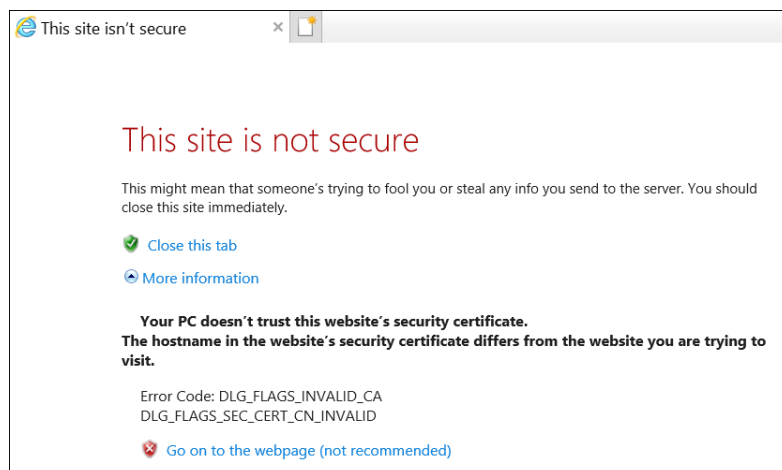 This site isn't secure
This site is not secure
This might mean that someone's trying to fool you or steal any info you send to the server. You should
close this site immediately.
Close this tab
More information
Your PC doesn't trust this website's security certificate.
The hostname in the website's security certificate differs from the website you are trying to
visit.
Error Code: DLG_FLAGS_INVALID_CA
DLG_FLAGS_SEC_CERT_CN_INVALID
Go on to the webpage (not recommended)